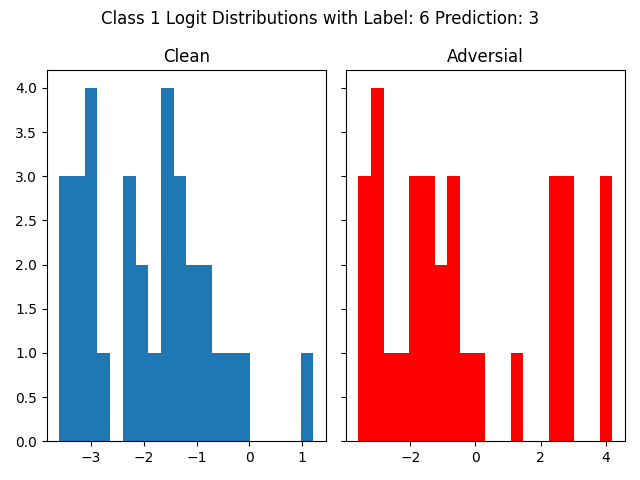 Class 1 Logit Distributions with Label: 6 Prediction: 3
Clean
Adversial
4.0
3.5
3.0
2.5
2.0
1.5
1.0
0.5
0.0
−3 −2 −1 0 1
−2 0 2 4